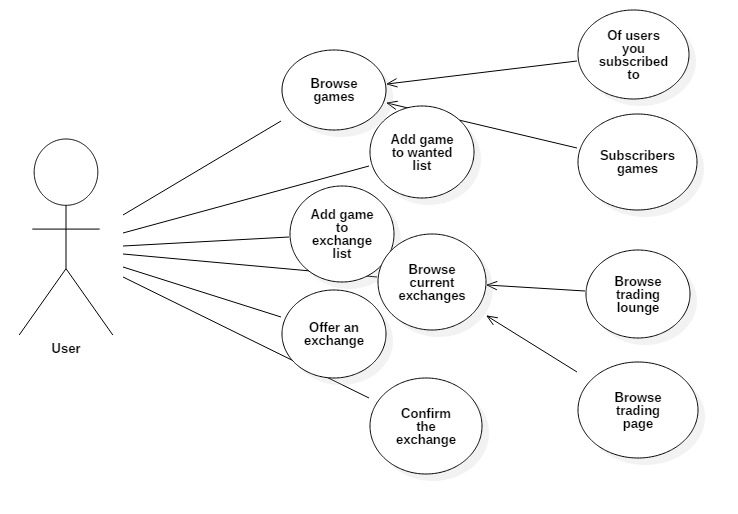 Of users
you
subscribed
to
Browse
games
Add game
to wanted
list
Subscribers
games
Add game
to
exchange
list
Browse
current
exchanges
Browse
trading
lounge
Offer an
exchange
User
Browse
trading
page
Confirm
the
exchange